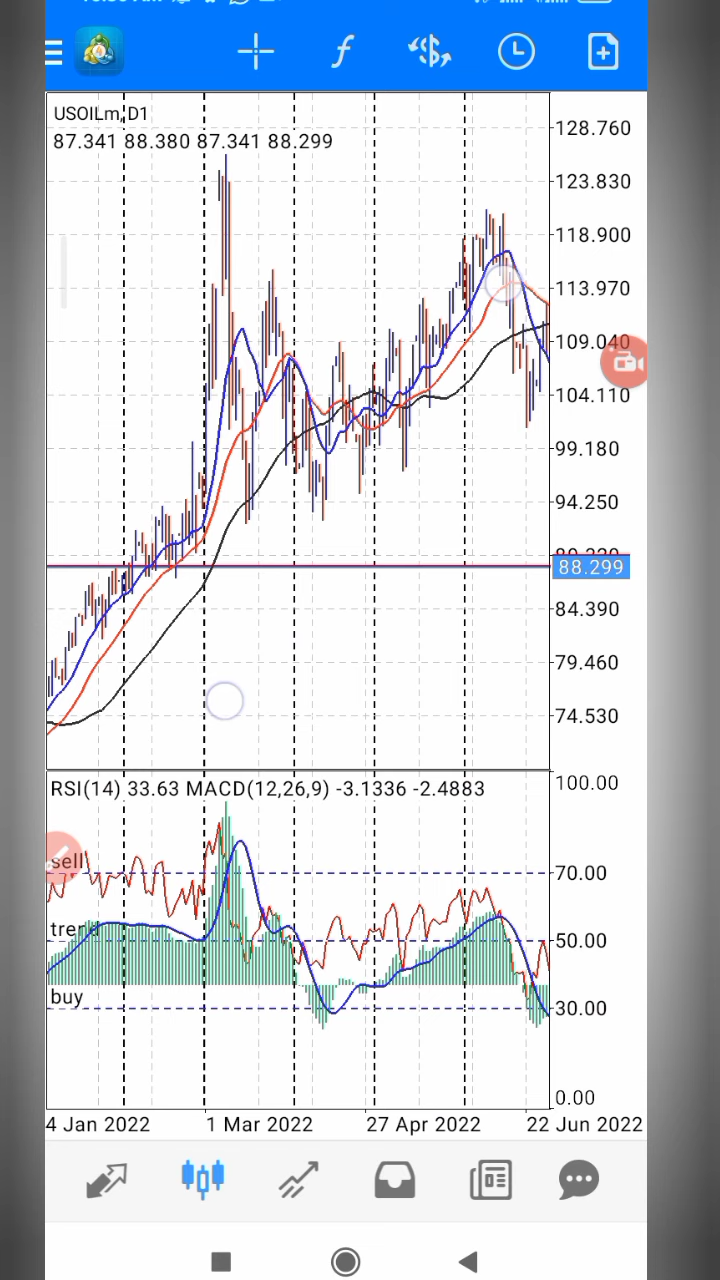 USOILm,D1
87.341 88.380 87.341 88.299
128.760
123.830
118.900
113.970
109.040
104.110
99.180
94.250
88.299
84.390
79.460
74.530
RSI(14) 33.63 MACD(12,26,9) -3.1336 -2.4883
100.00
sell
70.00
trend
50.00
buy
30.00
0.00
4 Jan 2022 1 Mar 2022 27 Apr 2022 22 Jun 2022